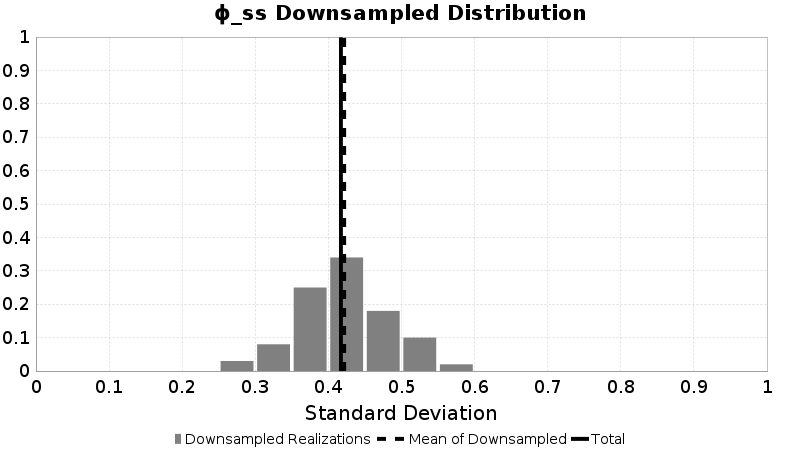 ϕ_ss Downsampled Distribution
1
0.9
0.8
0.7
0.6
0.5
0.4
0.3
0.2
0.1
0
0 0.1 0.2 0.3 0.4 0.5 0.6 0.7 0.8 0.9 1
Standard Deviation
Downsampled Realizations Mean of Downsampled Total